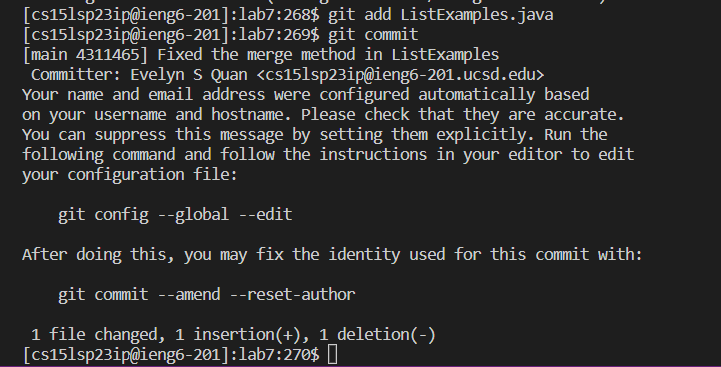 [cs15lsp23ip@ieng6-201]:lab7:268$ git add ListExamples.java
[cs15lsp23ip@ieng6-201]:lab7:269$ git commit
[main 4311465] Fixed the merge method in ListExamples
 Committer: Evelyn S Quan <cs15lsp23ip@ieng6-201.ucsd.edu>
Your name and email address were configured automatically based
on your username and hostname. Please check that they are accurate.
You can suppress this message by setting them explicitly. Run the
following command and follow the instructions in your editor to edit
your configuration file:
    git config --global --edit
After doing this, you may fix the identity used for this commit with:
    git commit --amend --reset-author
 1 file changed, 1 insertion(+), 1 deletion(-)
[cs15lsp23ip@ieng6-201]:lab7:270$